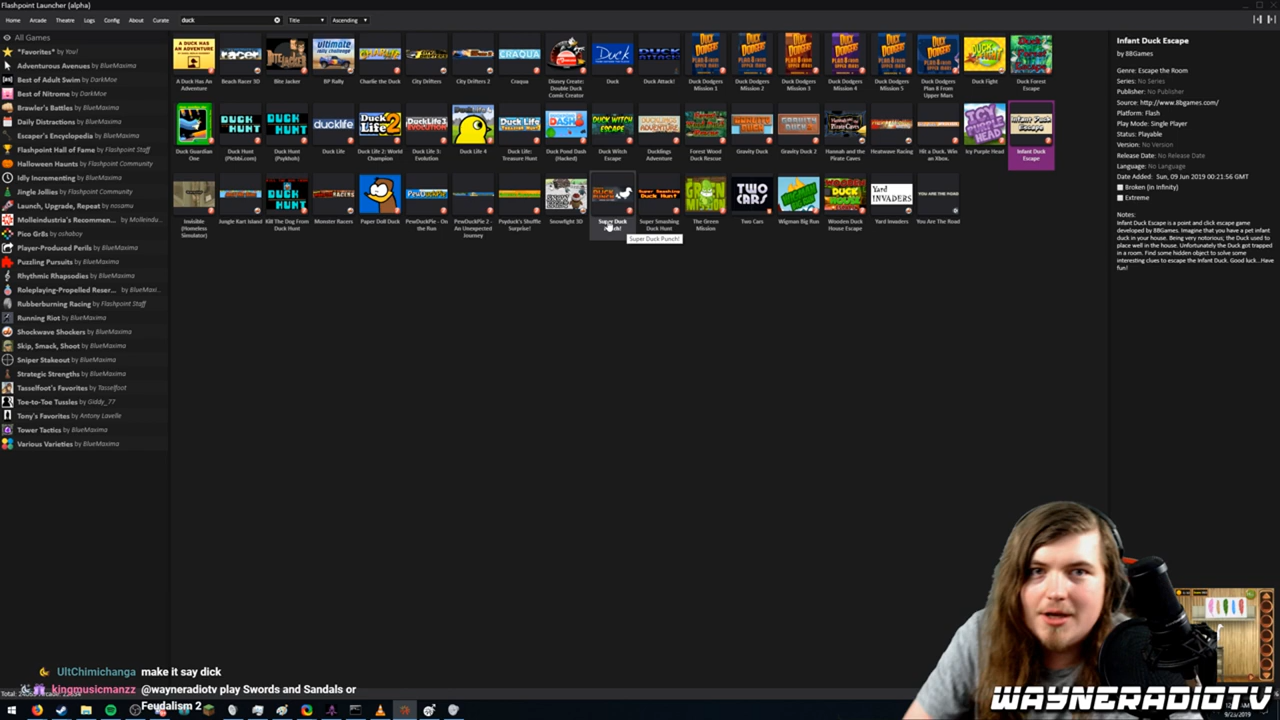 Flashpoint Launcher (alpha)
Home Arcade Theatre Logs Config About Curate duck Title Ascending
All Games
*Favorites* by You!
Adventurous Avenues by BlueMaxima
Best of Adult Swim by DarkMoe
Best of Nitrome by DarkMoe
Brawler's Battles by BlueMaxima
Daily Distractions by BlueMaxima
Escaper's Encyclopedia by BlueMaxima
Flashpoint Hall of Fame by Flashpoint Staff
Halloween Haunts by Flashpoint Community
Idly Incrementing by BlueMaxima
Jingle Jollies by Flashpoint Community
Launch, Upgrade, Repeat by nosamu
Molleindustria's Recommen... by Molleindu
Pico Gr8s by oshaboy
Player-Produced Perils by BlueMaxima
Puzzling Pursuits by BlueMaxima
Rhythmic Rhapsodies by BlueMaxima
Roleplaying-Propelled Reser... by BlueMaxi...
Rubberburning Racing by Flashpoint Staff
Running Riot by BlueMaxima
Shockwave Shockers by BlueMaxima
Skip, Smack, Shoot by BlueMaxima
Sniper Stakeout by BlueMaxima
Strategic Strengths by BlueMaxima
Tasselfoot's Favorites by Tasselfoot
Toe-to-Toe Tussles by Giddy_77
Tony's Favorites by Antony Lavelle
Tower Tactics by BlueMaxima
Various Varieties by BlueMaxima
A Duck Has An Adventure
Beach Racer 3D
Bite Jacker
BP Rally
Charlie the Duck
City Drifters
City Drifters 2
Craqua
Disney Create: Double Duck Comic Creator
Duck
Duck Attack!
Duck Dodgers Mission 1
Duck Dodgers Mission 2
Duck Dodgers Mission 3
Duck Dodgers Mission 4
Duck Dodgers Mission 5
Duck Dodgers Plan 8 From Upper Mars
Duck Fight
Duck Forest Escape
Duck Guardian One
Duck Hunt (Plebbi.com)
Duck Hunt (Paykhoh)
Duck Life
Duck Life 2: World Champion
Duck Life 3: Evolution
Duck Life 4
Duck Life: Treasure Hunt
Duck Pond Dash (Hacked)
Duck Witch Escape
Ducklings Adventure
Forest Wood Duck Rescue
Gravity Duck
Gravity Duck 2
Hannah and the Pirate Caves
Heatwave Racing
Hit a Duck, Win an Xbox.
Icy Purple Head
Infant Duck Escape
Invisible (Homeless Simulator)
Jungle Kart Island
Kill The Dog From Duck Hunt
Monster Racers
Paper Doll Duck
PewDuckPie - On the Run
PewDuckPie 2 - An Unexpected Journey
Popduck's Shuffle Surprise!
Snowfight 3D
Super Duck Punch!
Super Smashing Duck Hunt
The Green Mission
Two Cars
Wigman Big Run
Wooden Duck House Escape
Yard Invaders
You Are The Road
Super Duck Punch!
Infant Duck Escape
by 8BGames
Genre: Escape the Room
Series: No Series
Publisher: No Publisher
Source: http://www.8bgames.com/
Platform: Flash
Play Mode: Single Player
Status: Playable
Version: No Version
Release Date: No Release Date
Language: No Language
Date Added: Sun, 09 Jun 2019 00:21:56 GMT
Broken (in Infinity)
Extreme
Notes:
Infant Duck Escape is a point and click escape game
developed by 8BGames. Imagine that you have a pet infant
duck in your house. Being very notorious, the Duck used to
place well in the house. Unfortunately the Duck got trapped
in a room. Find some hidden object to solve some
interesting clues to escape the Infant Duck. Good luck...Have
fun!
UltChimichanga make it say dick
kingmusicmanzz @wayneradiotv play Swords and Sandals or
Feudalism 2
WAYNERADIOTV
9/23/2019